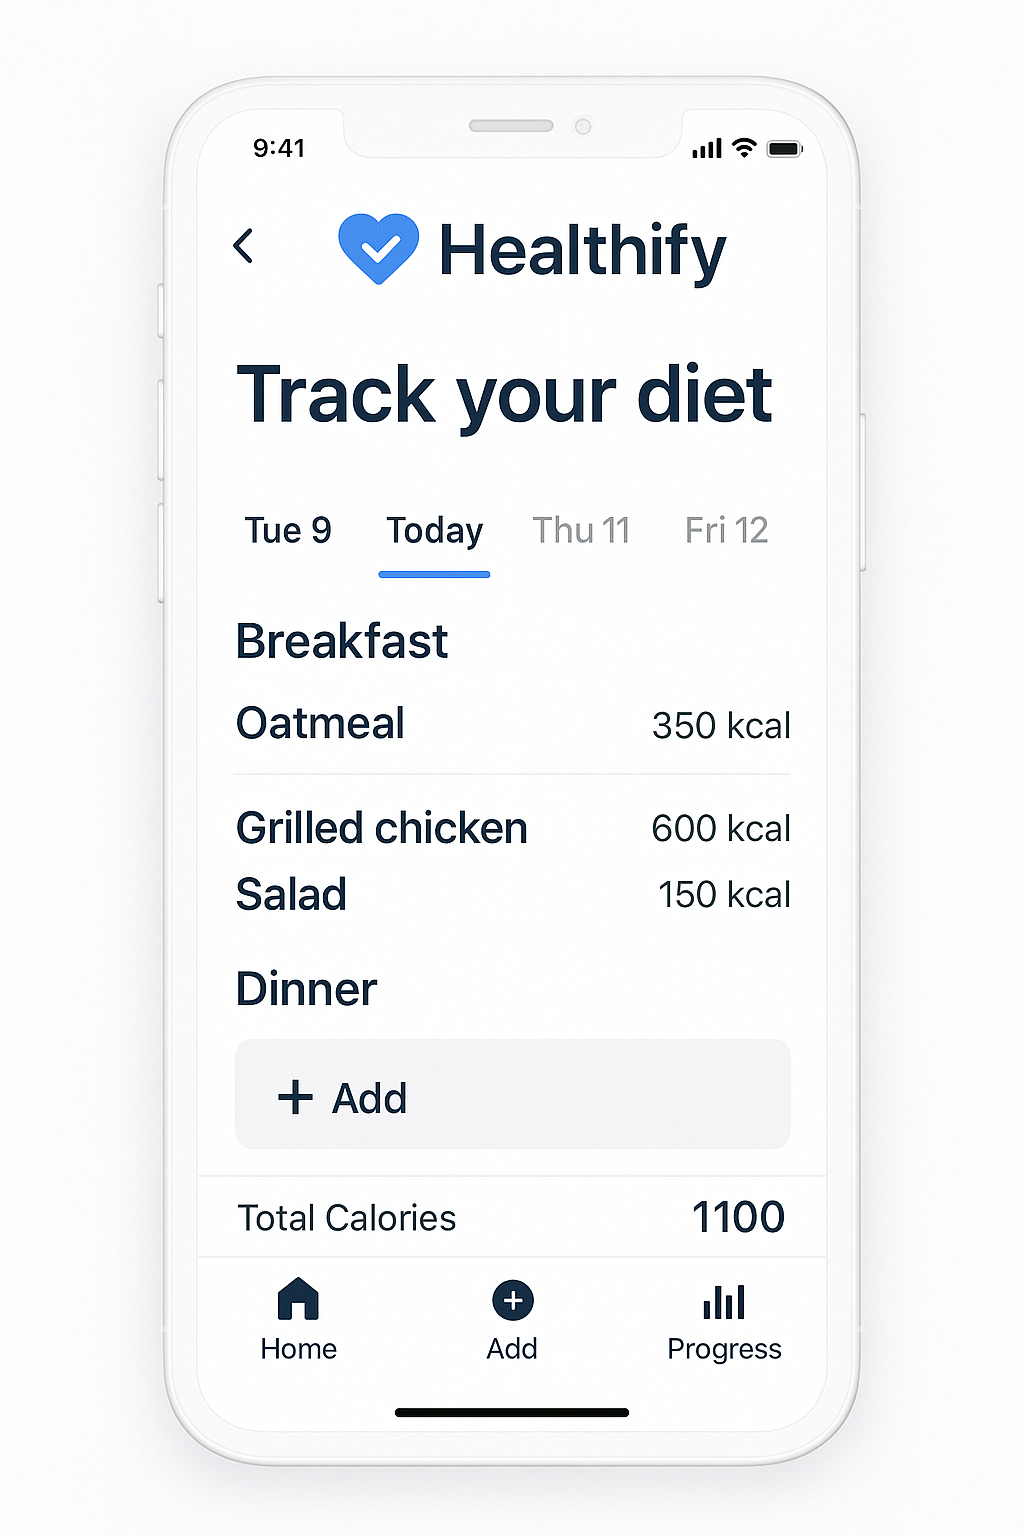 9:41
Healthify
Track your diet
Tue 9 Today Thu 11 Fri 12
Breakfast
Oatmeal 350 kcal
Grilled chicken 600 kcal
Salad 150 kcal
Dinner
+ Add
Total Calories 1100
Home Add Progress